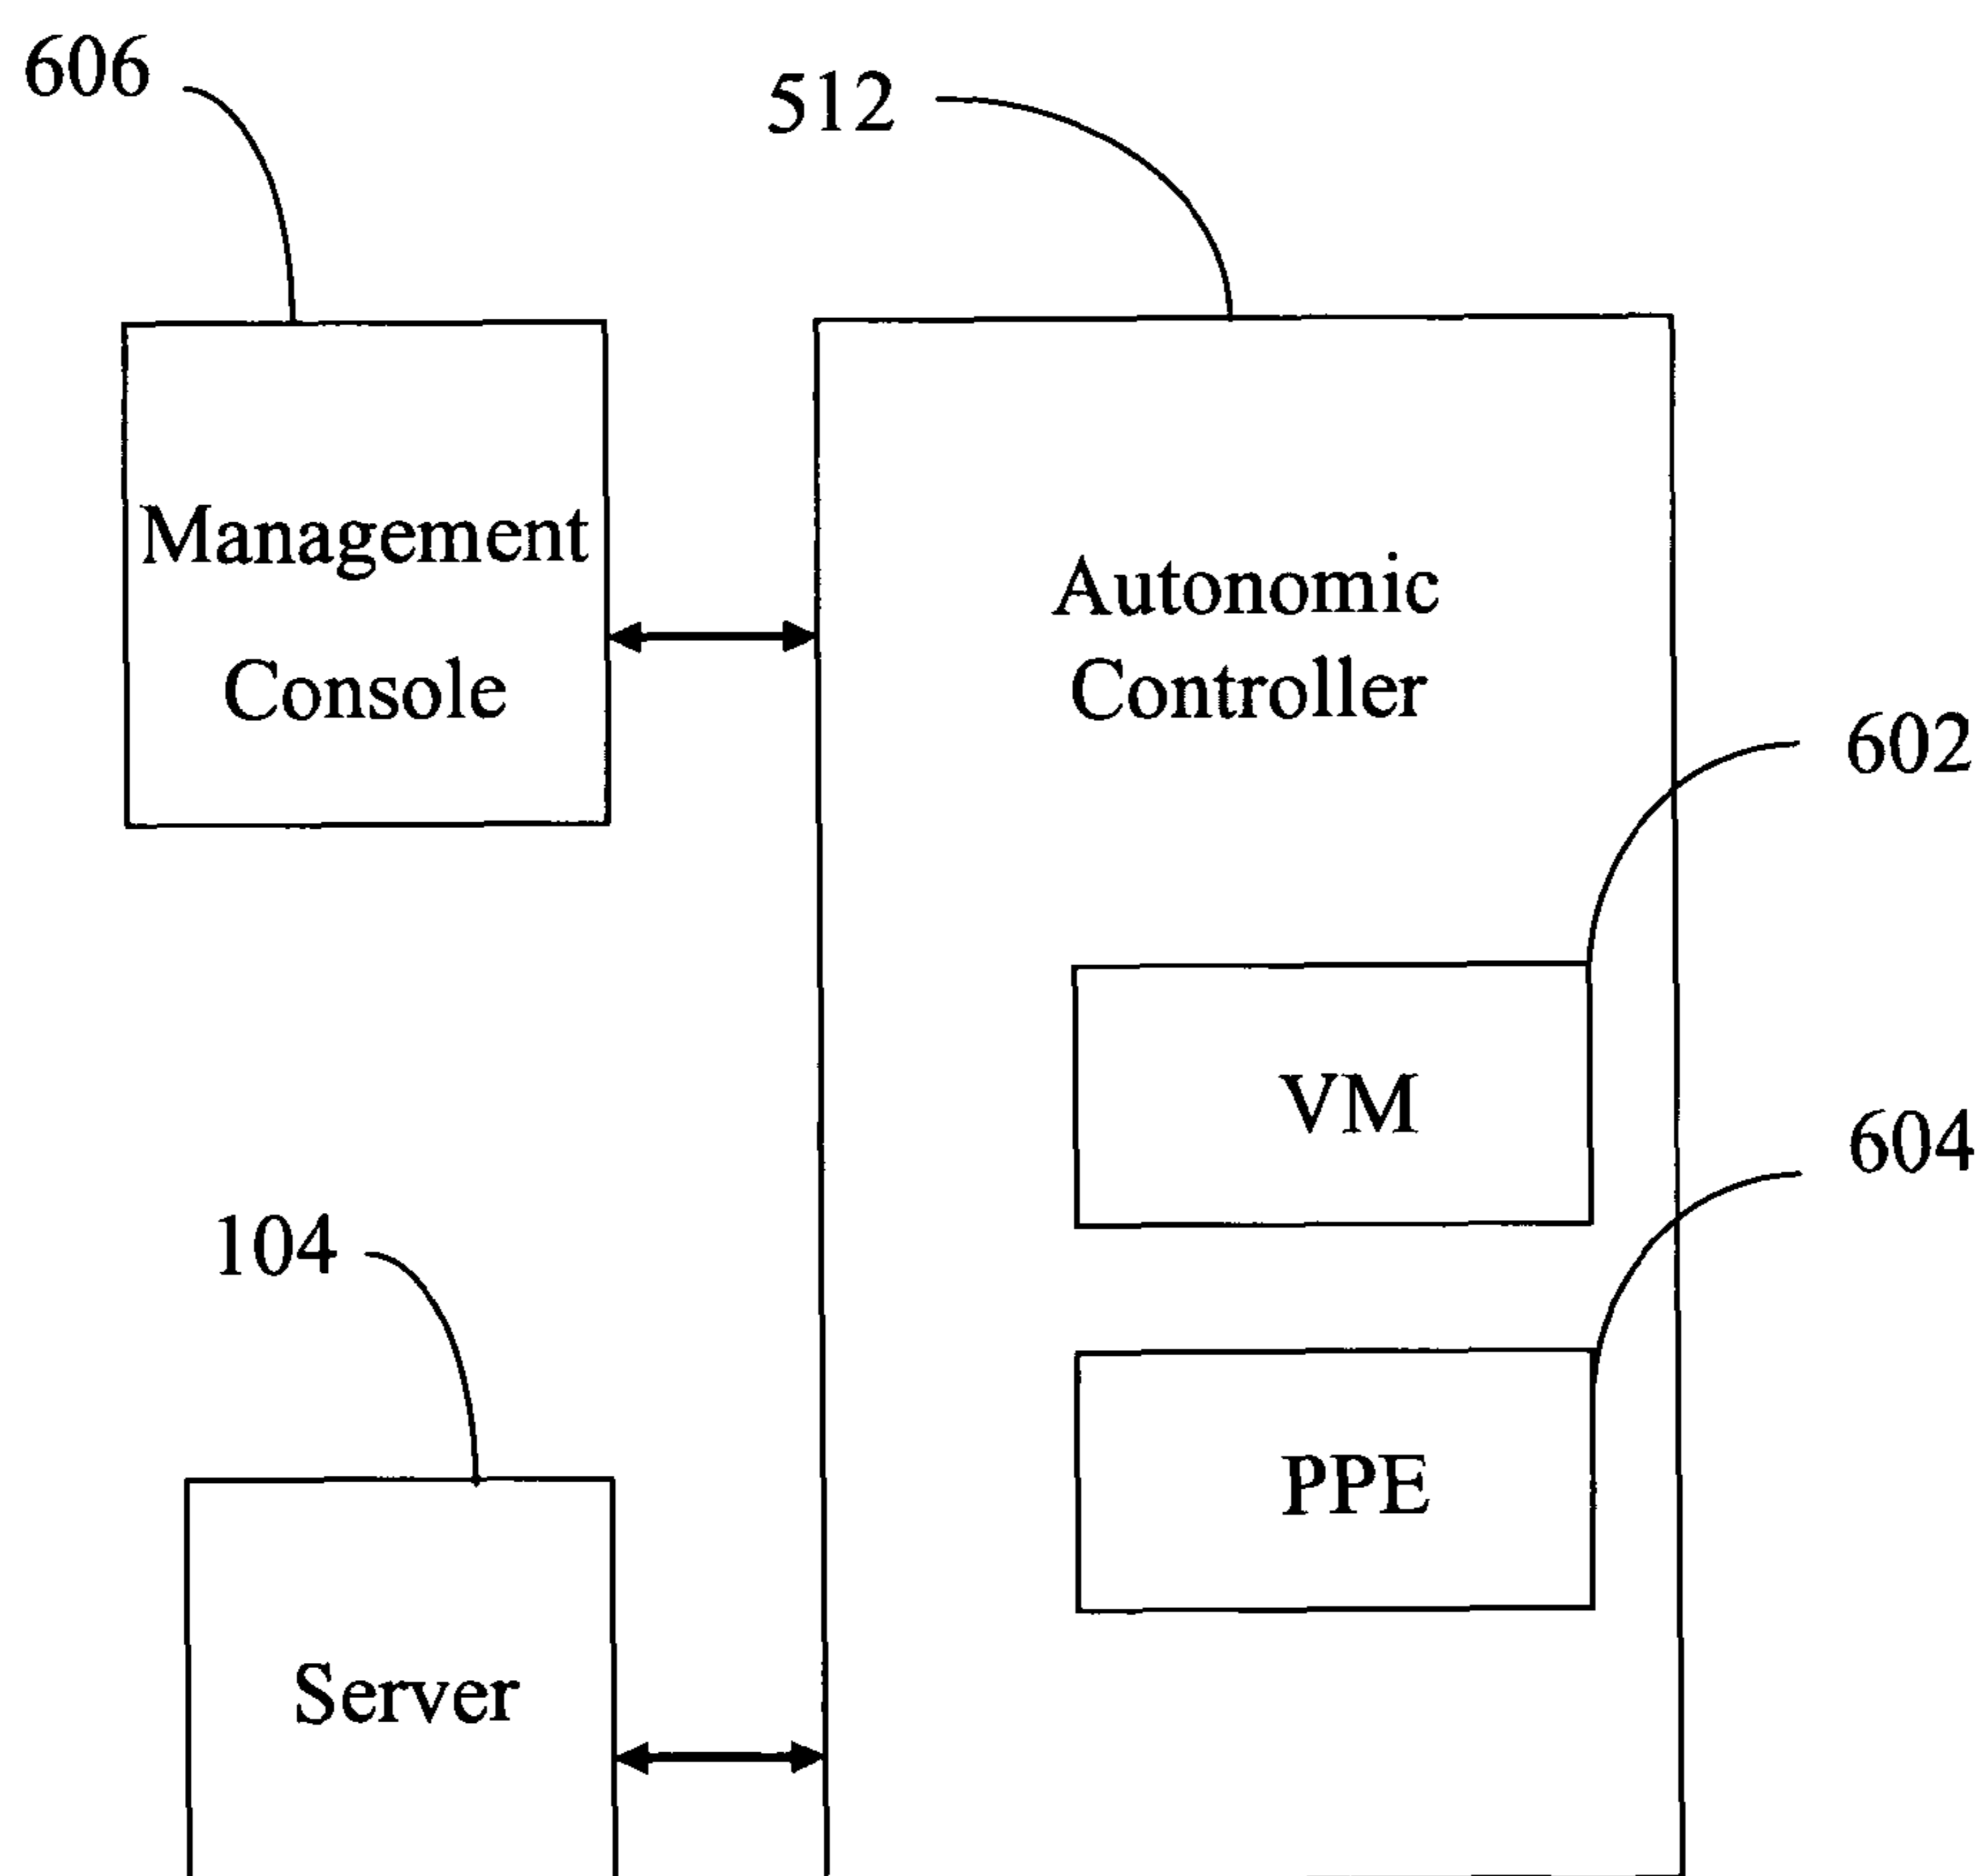 606
512
Management
Console
Autonomic
Controller
602
VM
604
104
PPE
Server